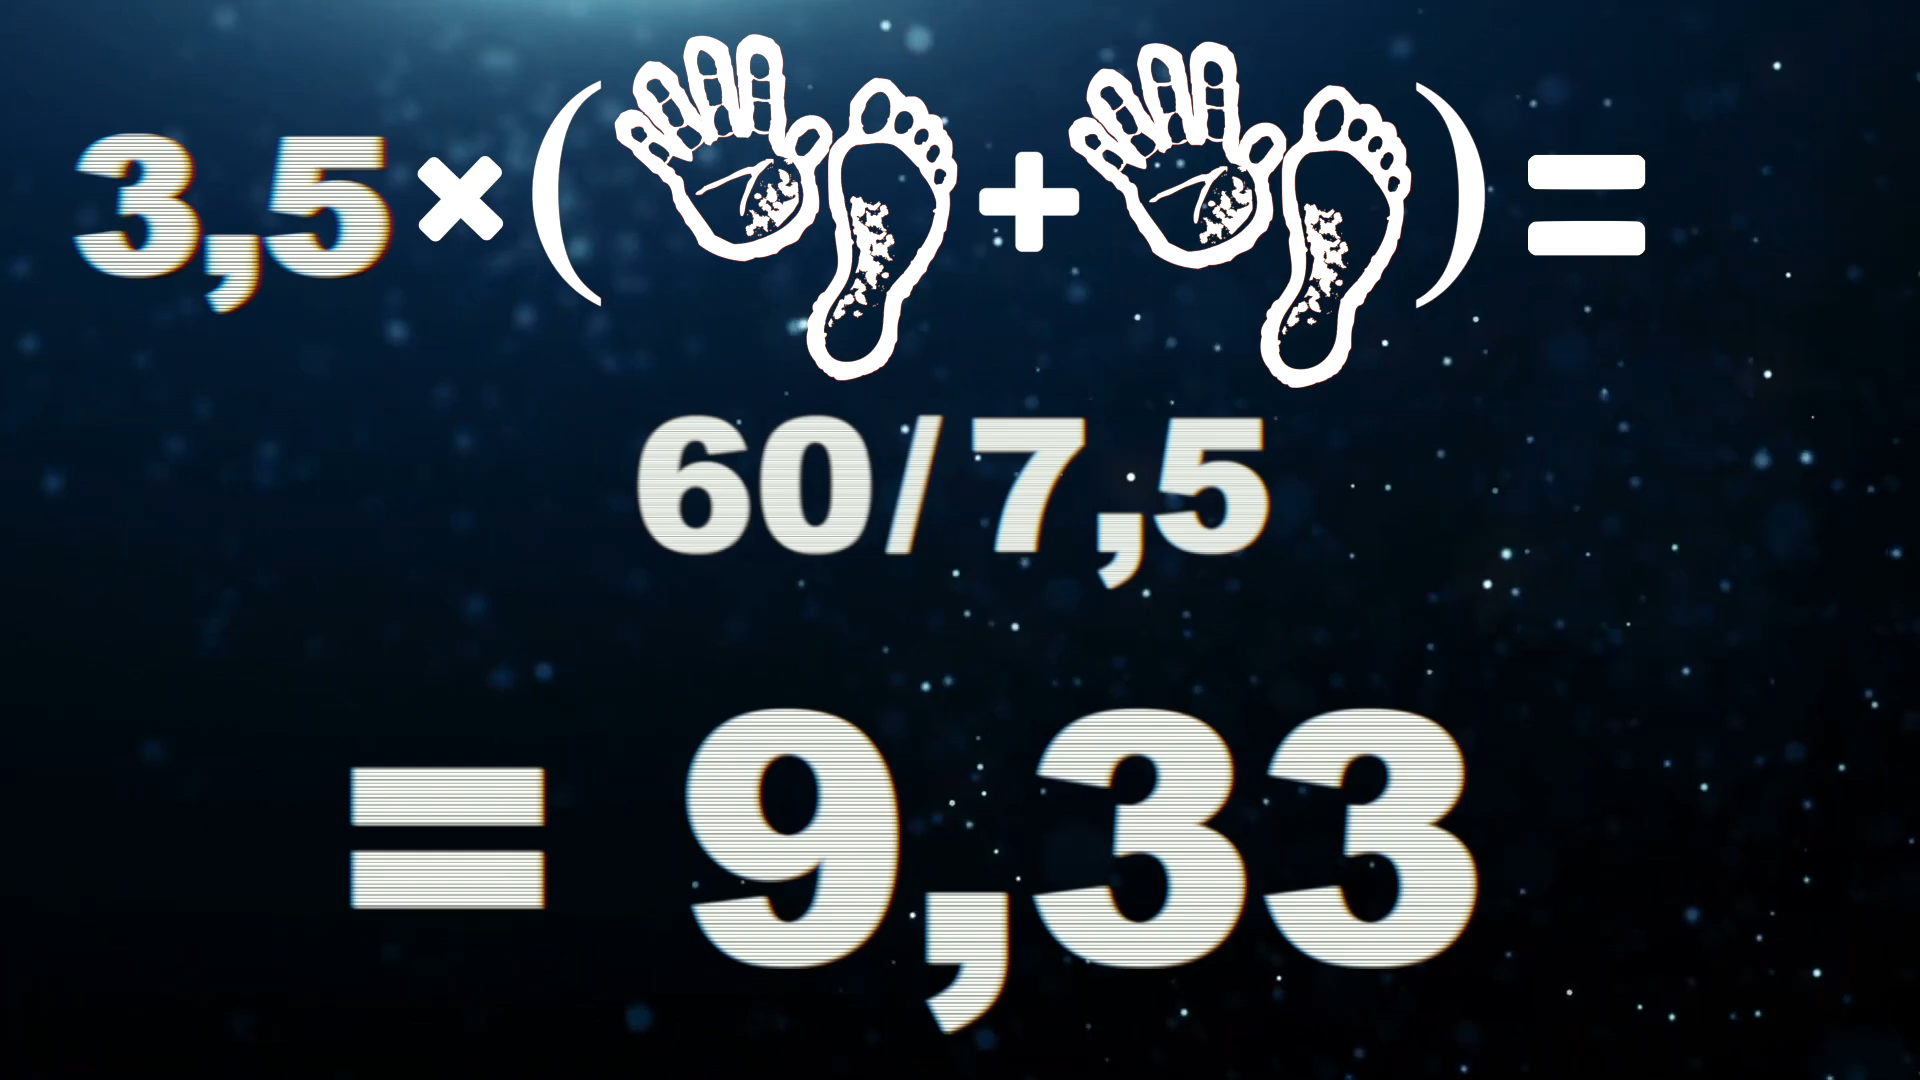 3,5 × ( + ) =
60/7,5
= 9,33